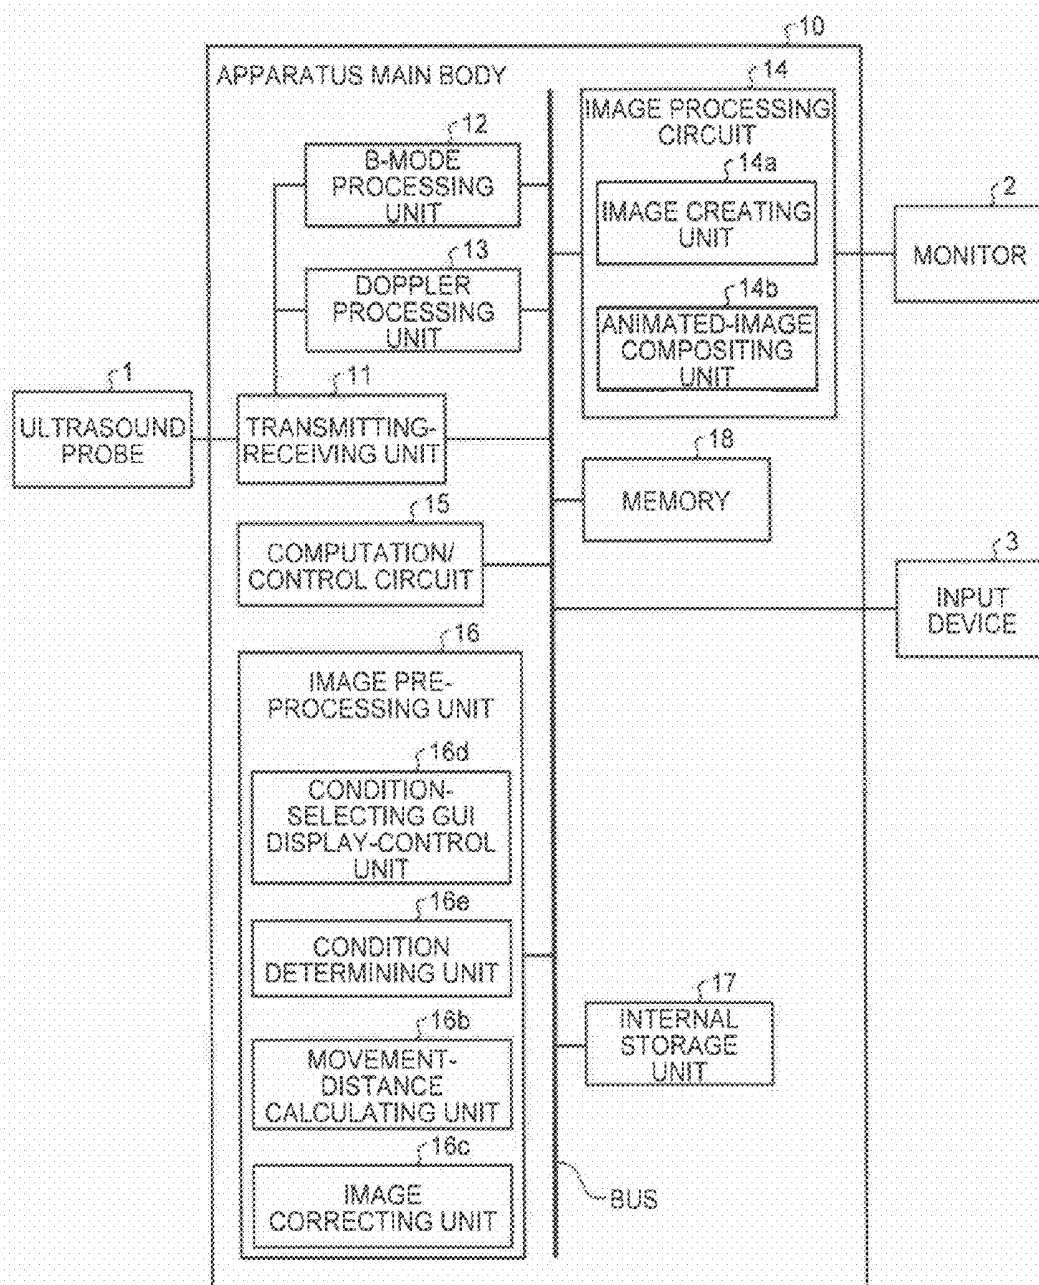 10
APPARATUS MAIN BODY
14
IMAGE PROCESSING
CIRCUIT
12
B-MODE
PROCESSING
UNIT
14a
IMAGE CREATING
UNIT
2
MONITOR
13
DOPPLER
PROCESSING
UNIT
14b
ANIMATED-IMAGE
COMPOSITING
UNIT
1
ULTRASOUND
PROBE
11
TRANSMITTING-
RECEIVING UNIT
18
MEMORY
15
COMPUTATION/
CONTROL CIRCUIT
3
INPUT
DEVICE
16
IMAGE PRE-
PROCESSING UNIT
16d
CONDITION-
SELECTING GUI
DISPLAY-CONTROL
UNIT
16e
CONDITION
DETERMINING UNIT
17
INTERNAL
STORAGE
UNIT
16b
MOVEMENT-
DISTANCE
CALCULATING UNIT
16c
IMAGE
CORRECTING UNIT
BUS